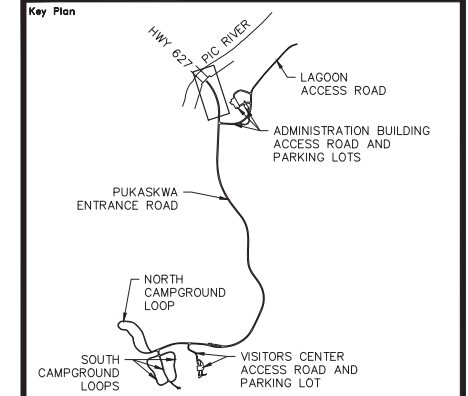 Key Plan
HWY 627
PIC RIVER
LAGOON
ACCESS ROAD
ADMINISTRATION BUILDING
ACCESS ROAD AND
PARKING LOTS
PUKASKWA
ENTRANCE ROAD
NORTH
CAMPGROUND
LOOP
SOUTH
CAMPGROUND
LOOPS
VISITORS CENTER
ACCESS ROAD AND
PARKING LOT